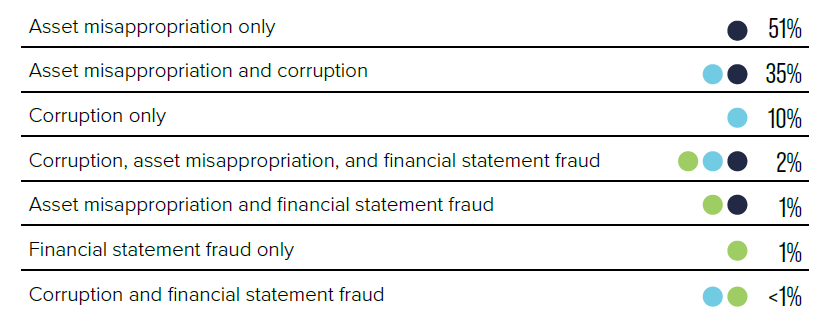 Asset misappropriation only 51%
Asset misappropriation and corruption 35%
Corruption only 10%
Corruption, asset misappropriation, and financial statement fraud 2%
Asset misappropriation and financial statement fraud 1%
Financial statement fraud only 1%
Corruption and financial statement fraud <1%